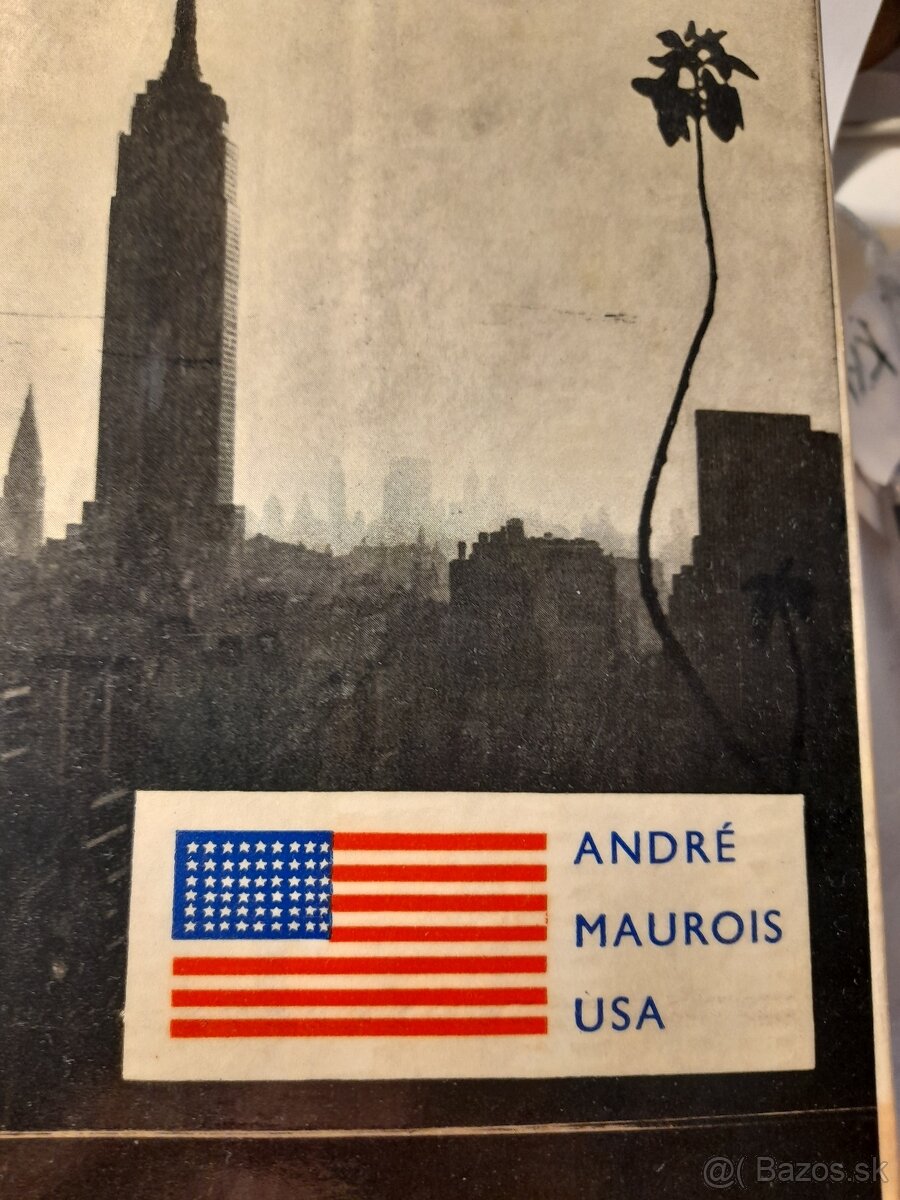 ANDRÉ
MAUROIS
USA
@( Bazos.sk